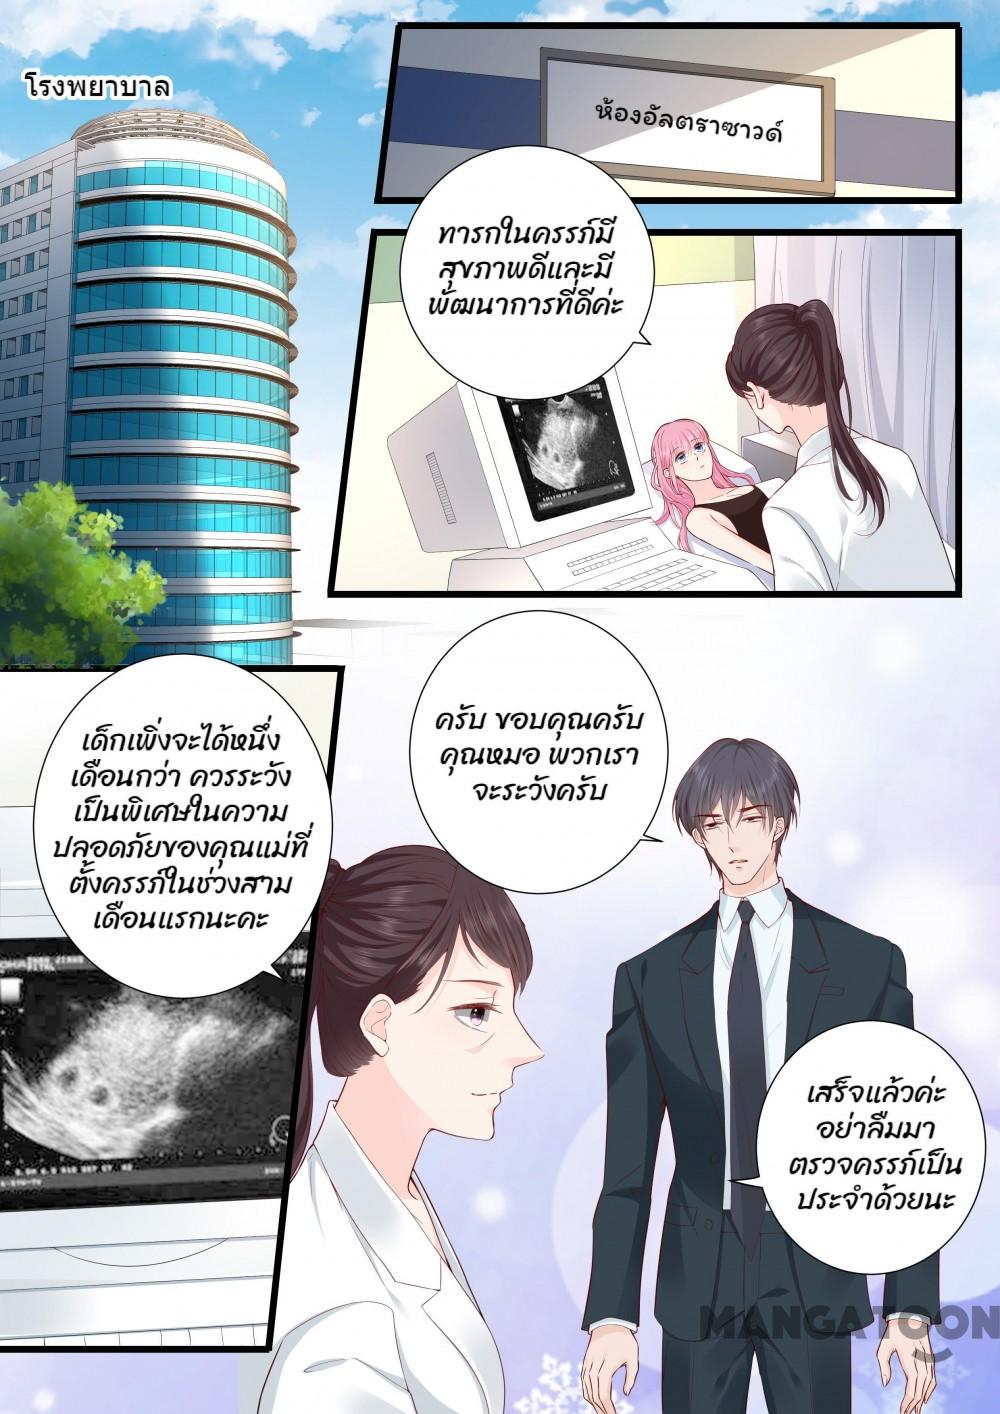 โรงพยาบาล
ห้องอัลตราซาวด์
ทารกในครรภ์มี
สุขภาพดีและมี
พัฒนาการที่ดีค่ะ
เด็กเพิ่งจะได้หนึ่ง
เดือนกว่า ควรระวัง
เป็นพิเศษในความ
ปลอดภัยของคุณแม่ที่
ตั้งครรภ์ในช่วงสาม
เดือนแรกนะคะ
ครับ ขอบคุณครับ
คุณหมอ พวกเรา
จะระวังครับ
เสร็จแล้วค่ะ
อย่าลืมมา
ตรวจครรภ์เป็น
ประจำด้วยนะ
MANGATOON